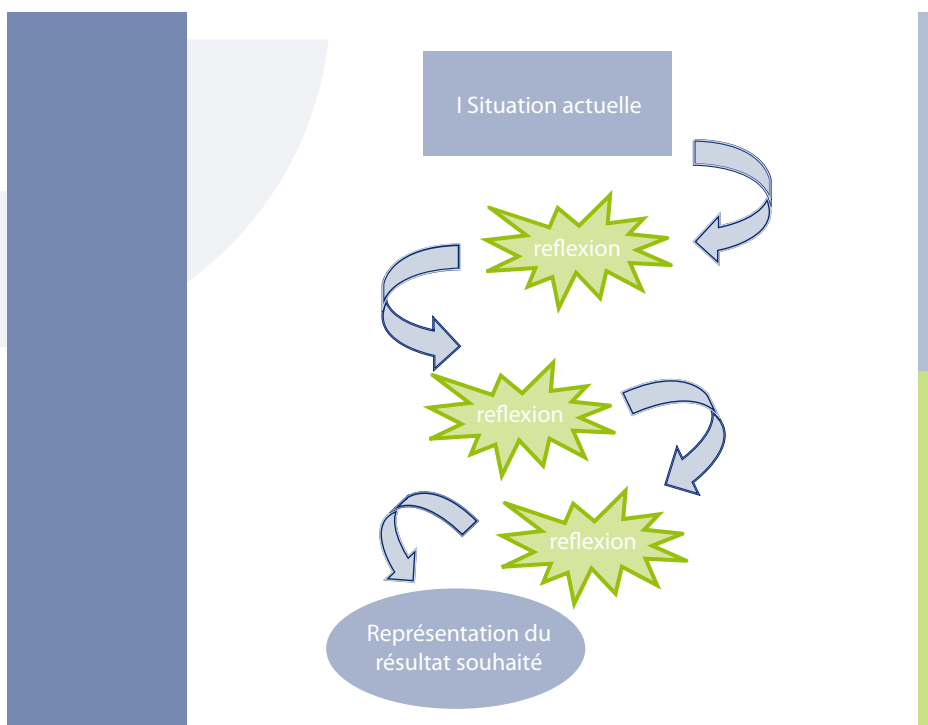 I Situation actuelle
reflexion
reflexion
reflexion
Représentation du
résultat souhaité